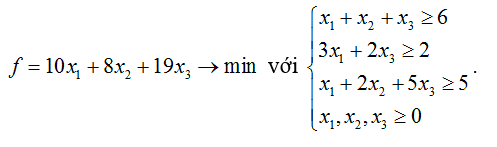 f = 10x₁ + 8x₂ + 19x₃ → min với { x₁ + x₂ + x₃ ≥ 6
3x₁ + 2x₃ ≥ 2
x₁ + 2x₂ + 5x₃ ≥ 5
x₁, x₂, x₃ ≥ 0 .